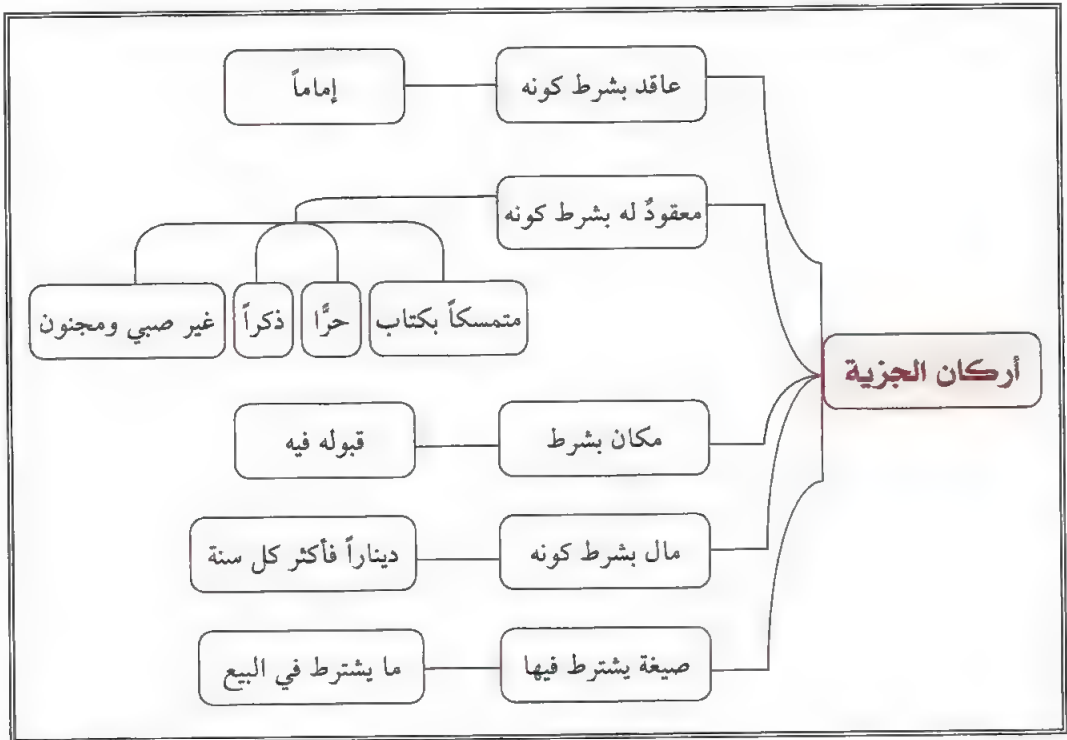 أركان الجزية
عاقد بشرط كونه
إماماً
معقودٌ له بشرط كونه
متمسكاً بكتاب
حرًّا
ذكراً
غير صبي ومجنون
مكان بشرط
قبوله فيه
مال بشرط كونه
ديناراً فأكثر كل سنة
صيغة يشترط فيها
ما يشترط في البيع